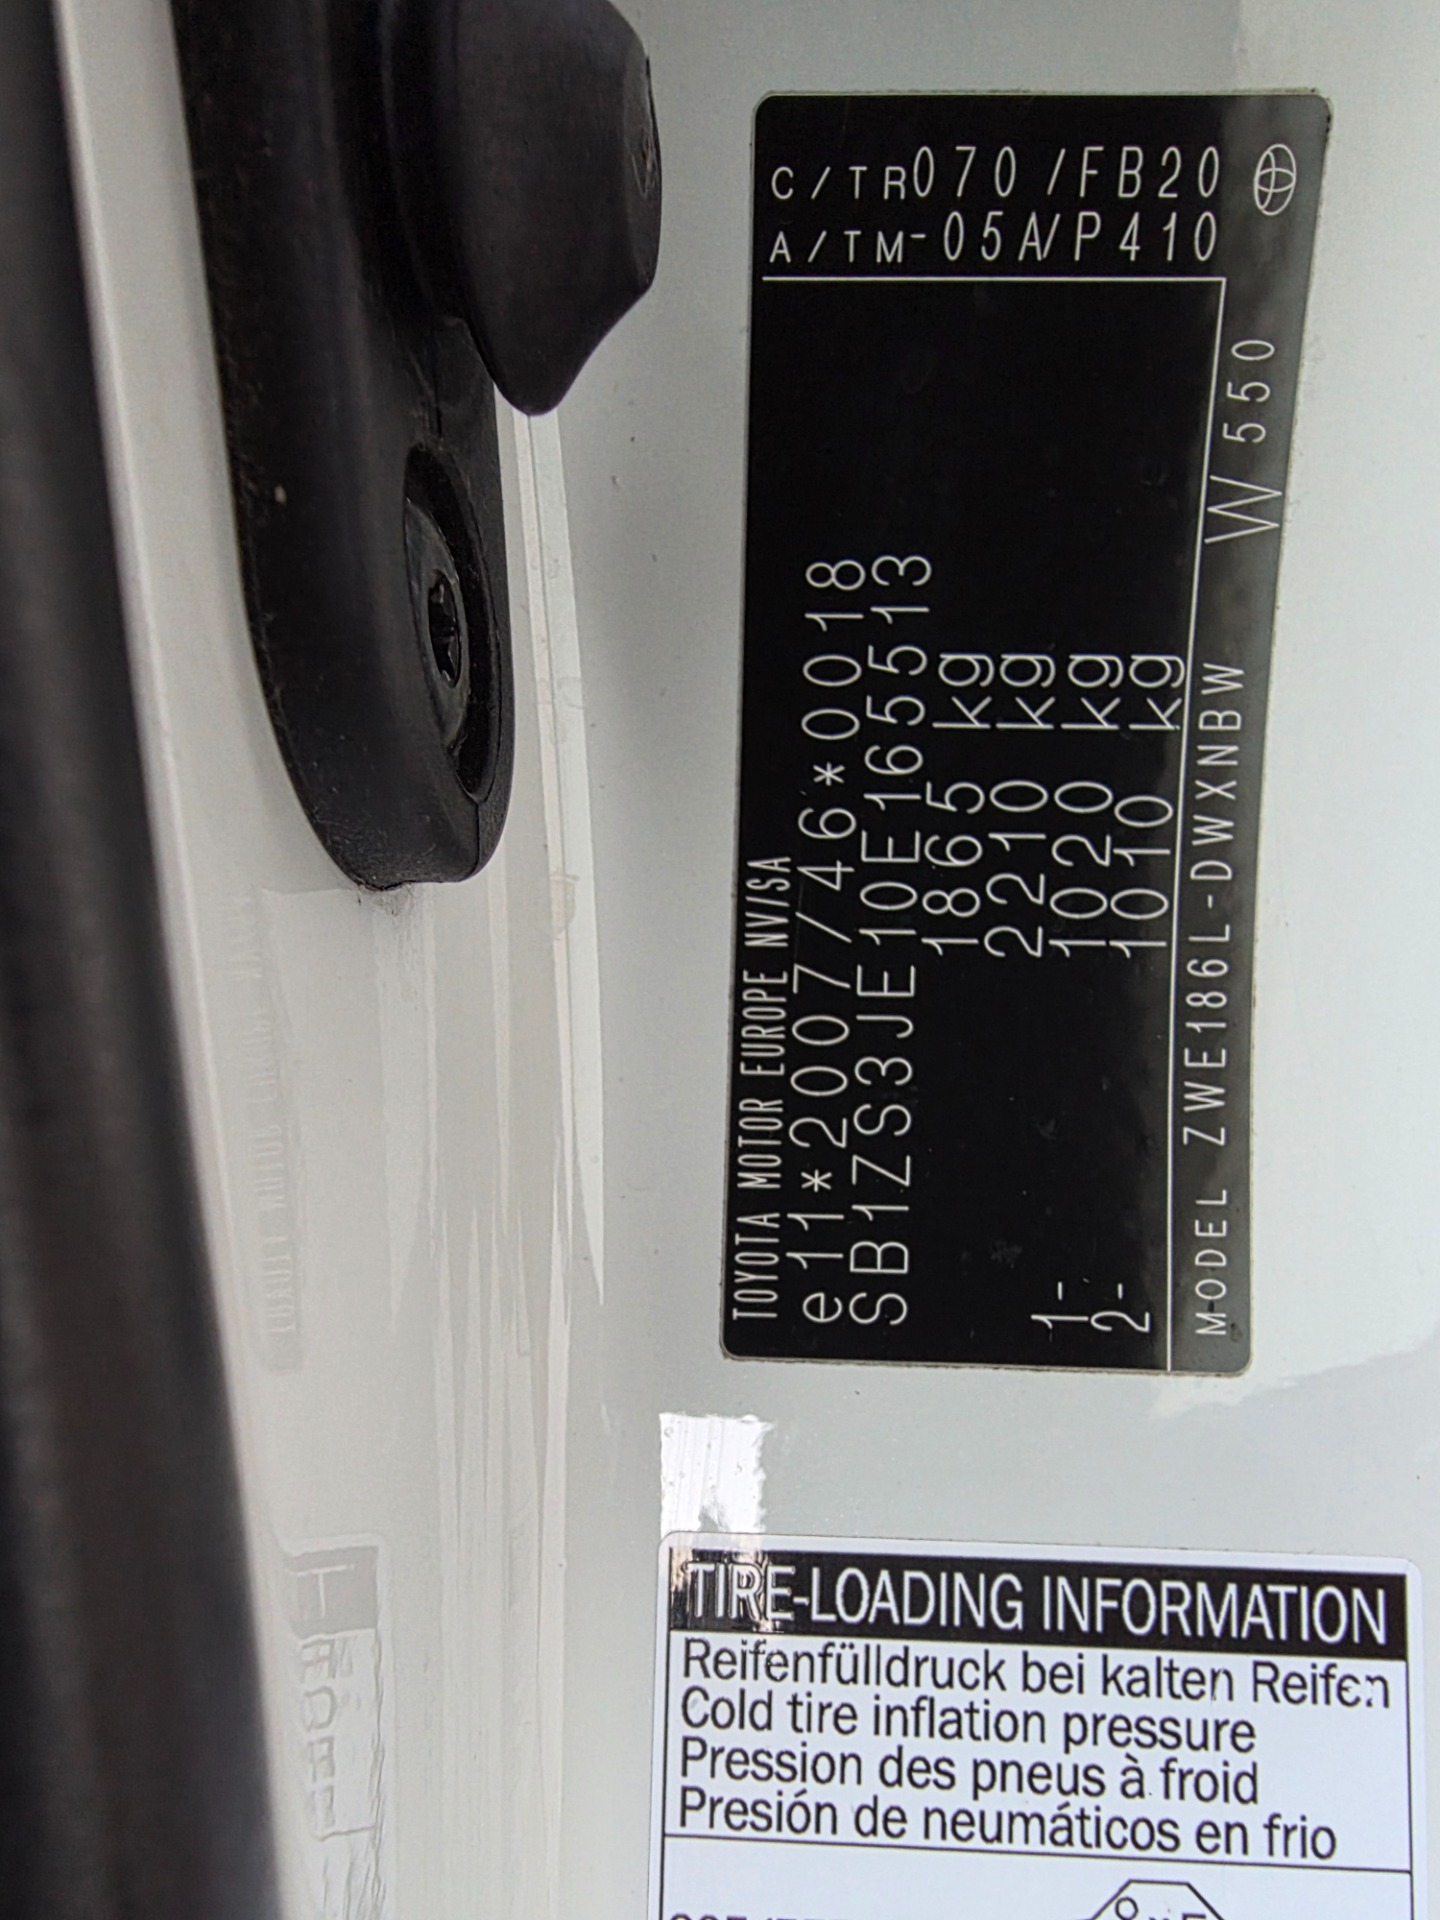 C/TR070/FB20
A/TM-05A/P410
TOYOTA MOTOR EUROPE NV/SA
e11*2007/46*0018
SB1ZS3JE10E165513
1865 kg
2210 kg
1- 1020 kg
2- 1010 kg
MODEL ZWE186L-DWXNBW W550
TIRE-LOADING INFORMATION
Reifenfülldruck bei kalten Reifen
Cold tire inflation pressure
Pression des pneus à froid
Presión de neumáticos en frio